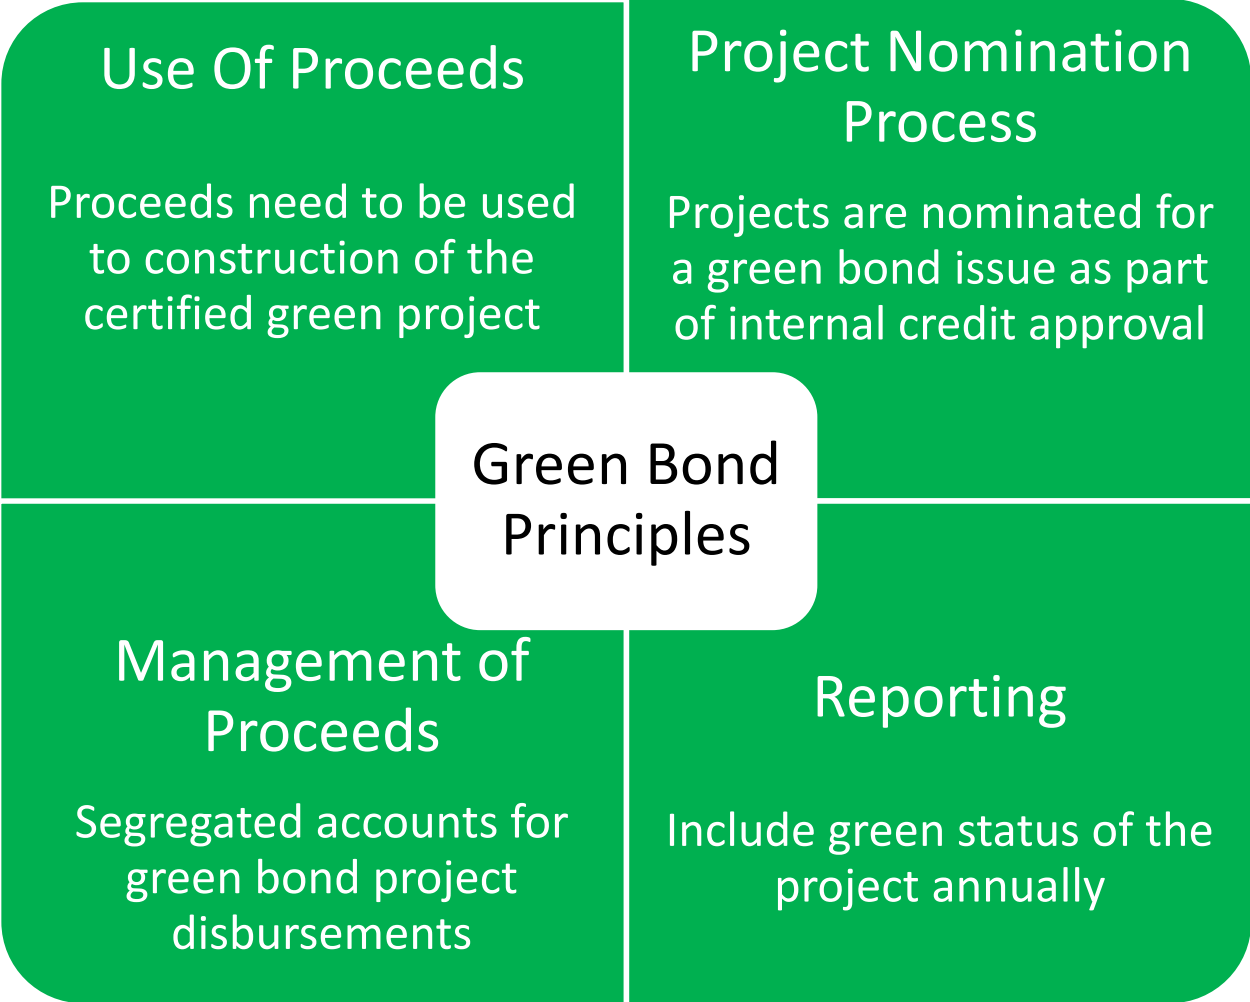 Use Of Proceeds
Proceeds need to be used
to construction of the
certified green project
Project Nomination
Process
Projects are nominated for
a green bond issue as part
of internal credit approval
Green Bond
Principles
Management of
Proceeds
Segregated accounts for
green bond project
disbursements
Reporting
Include green status of the
project annually